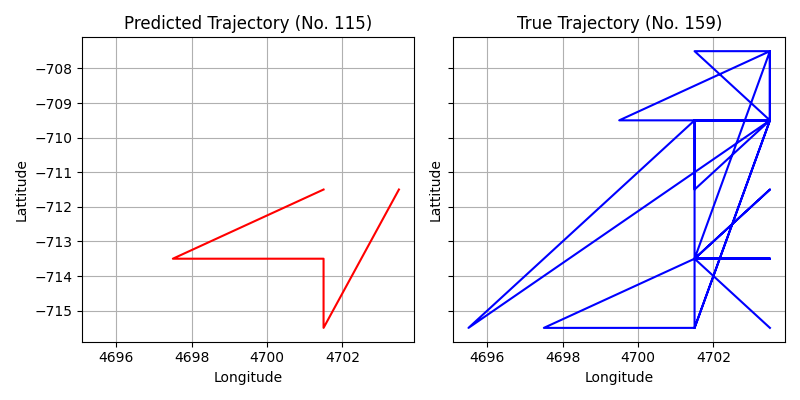 Predicted Trajectory (No. 115)
−708
−709
−710
−711
−712
−713
−714
−715
Lattitude
4696 4698 4700 4702
Longitude
True Trajectory (No. 159)
Lattitude
4696 4698 4700 4702
Longitude